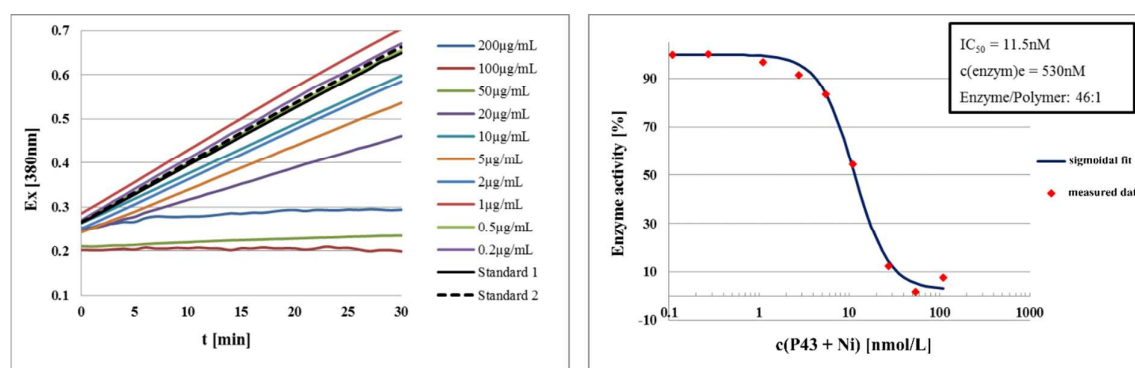 0.7
0.6
0.5
0.4
0.3
0.2
0.1
0
5
10
15
20
25
30
Ex [380nm]
t [min]
200µg/mL
100µg/mL
50µg/mL
20µg/mL
10µg/mL
5µg/mL
2µg/mL
1µg/mL
0.5µg/mL
0.2µg/mL
Standard 1
Standard 2
IC50 = 11.5nM
c(enzym)e = 530nM
Enzyme/Polymer: 46:1
90
70
50
30
10
-10
0.1
1
10
100
1000
Enzyme activity [%]
c(P43 + Ni) [nmol/L]
sigmoidal fit
measured dat